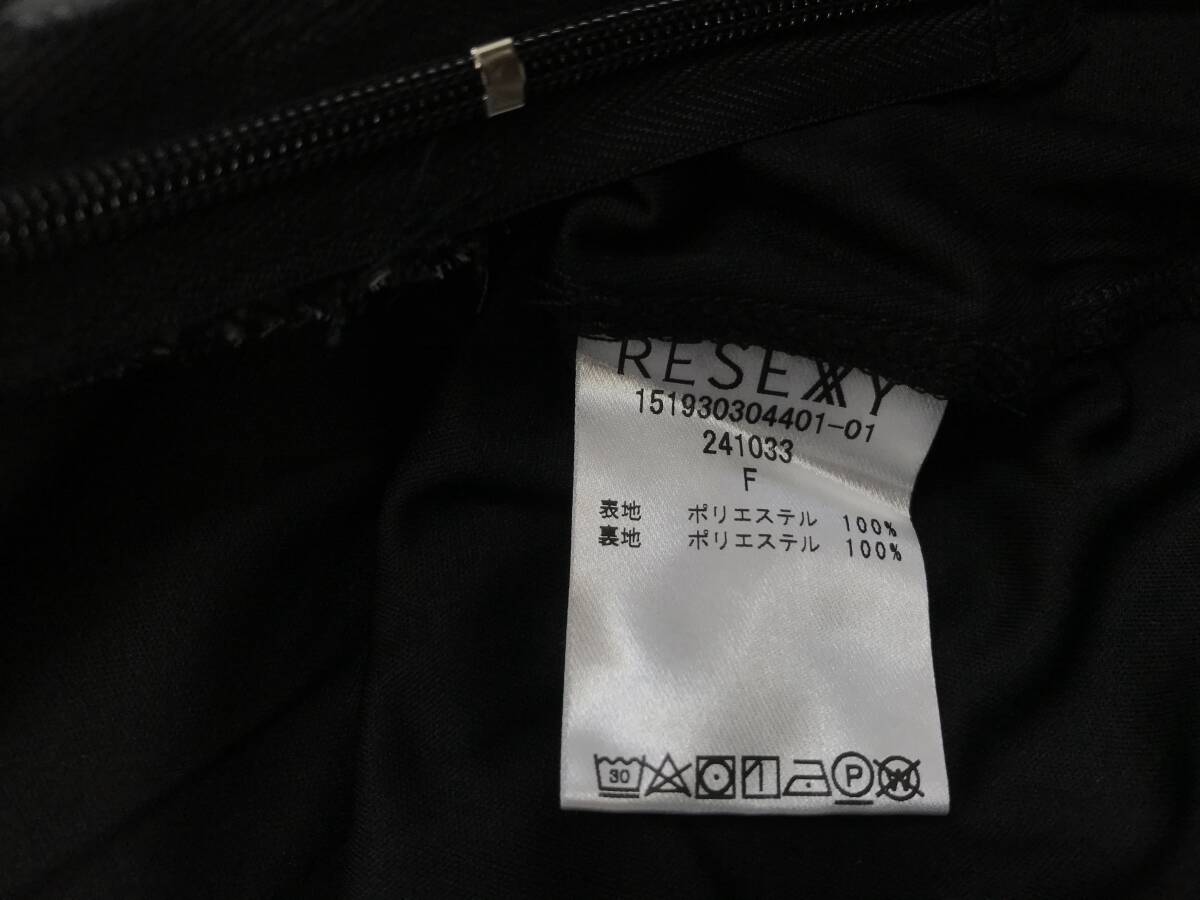 RESEXXY
151930304401-01
241033
F
表地 ポリエステル 100%
裏地 ポリエステル 100%
30 P W